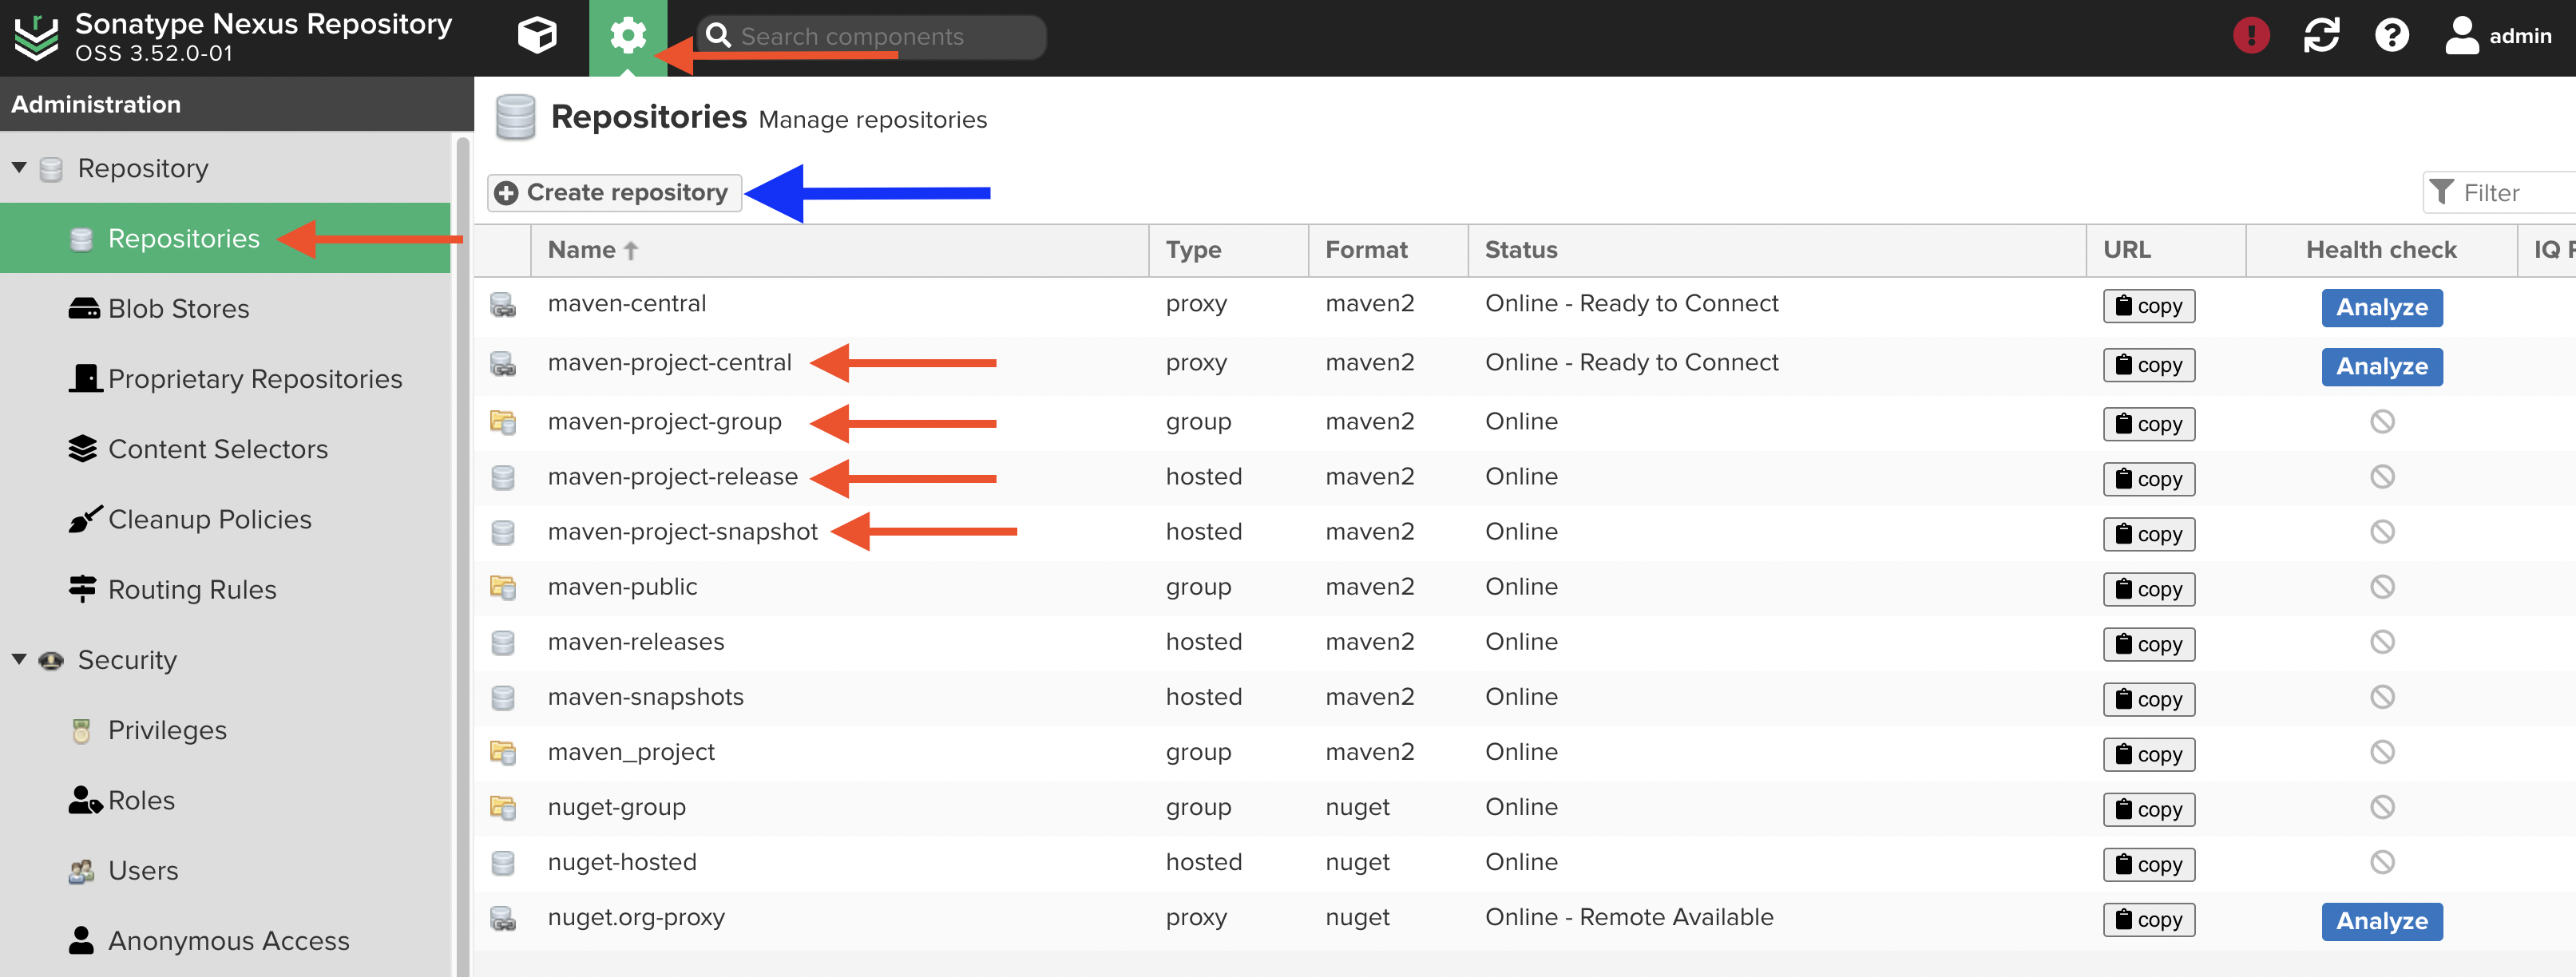 Sonatype Nexus Repository
OSS 3.52.0-01
Search components
admin
Administration
Repository
Repositories
Blob Stores
Proprietary Repositories
Content Selectors
Cleanup Policies
Routing Rules
Security
Privileges
Roles
Users
Anonymous Access
Repositories Manage repositories
Create repository
Filter
Name Type Format Status URL Health check IQ
maven-central proxy maven2 Online - Ready to Connect copy Analyze
maven-project-central proxy maven2 Online - Ready to Connect copy Analyze
maven-project-group group maven2 Online copy
maven-project-release hosted maven2 Online copy
maven-project-snapshot hosted maven2 Online copy
maven-public group maven2 Online copy
maven-releases hosted maven2 Online copy
maven-snapshots hosted maven2 Online copy
maven_project group maven2 Online copy
nuget-group group nuget Online copy
nuget-hosted hosted nuget Online copy
nuget.org-proxy proxy nuget Online - Remote Available copy Analyze